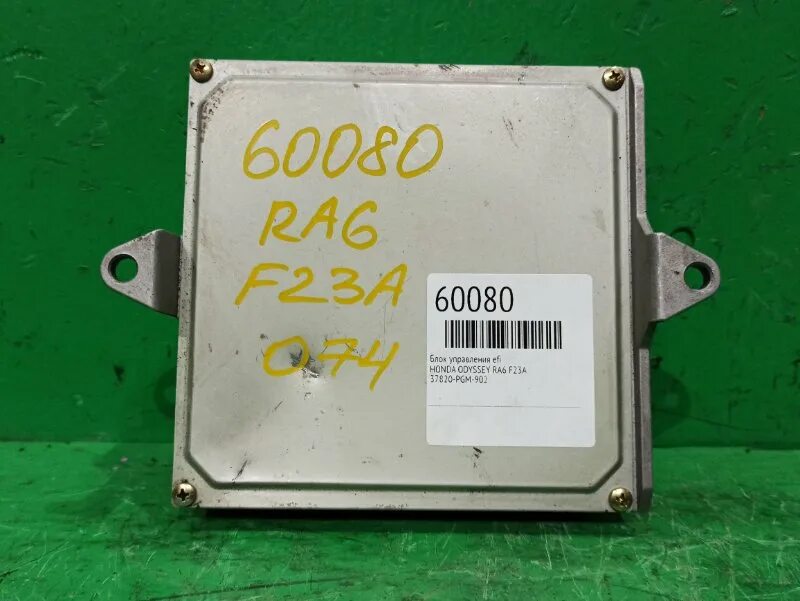 60080
RA6
F23A
074
60080
Блок управления efi
HONDA ODYSSEY RA6 F23A
37820-PGM-902